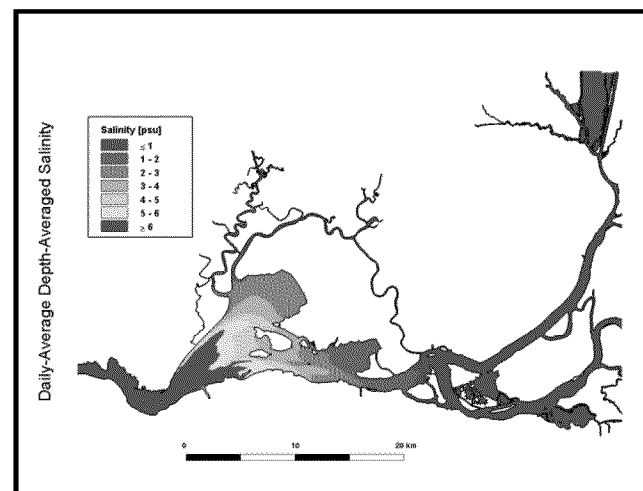 Daily-Average Depth-Averaged Salinity
Salinity [psu]
≤ 1
1 - 2
2 - 3
3 - 4
4 - 5
5 - 6
≥ 6
0 10 20 km